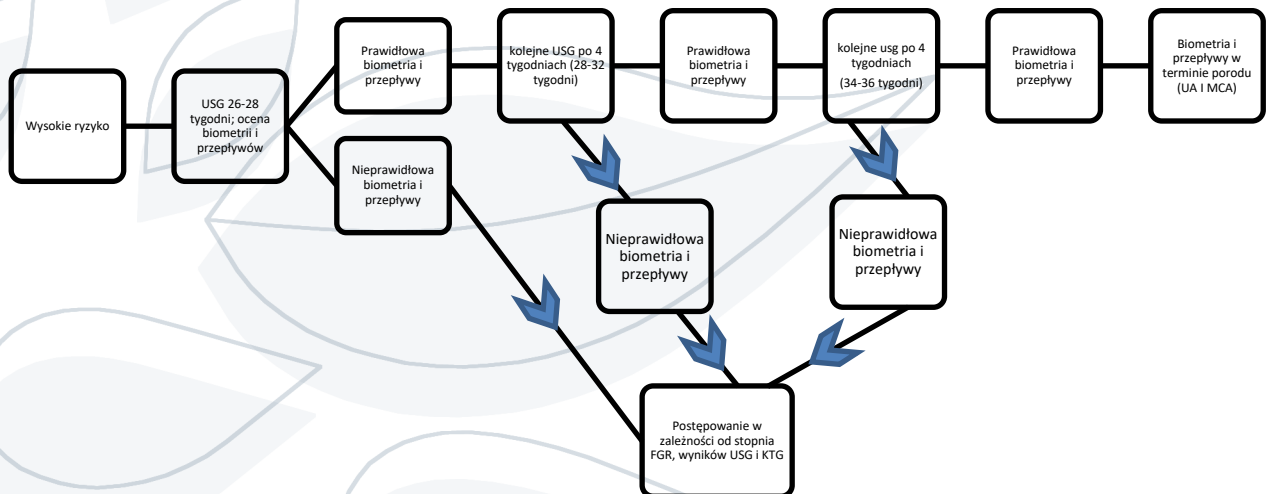 Wysokie ryzyko
USG 26-28
tygodni; ocena
biometrii i
przepływów
Prawidłowa
biometria i
przepływy
Nieprawidłowa
biometria i
przepływy
kolejne USG po 4
tygodniach (28-32
tygodni)
Prawidłowa
biometria i
przepływy
kolejne usg po 4
tygodniach
(34-36 tygodni)
Prawidłowa
biometria i
przepływy
Biometria i
przepływy w
terminie porodu
(UA I MCA)
Nieprawidłowa
biometria i
przepływy
Nieprawidłowa
biometria i
przepływy
Postępowanie w
zależności od stopnia
FGR, wyników USG i KTG